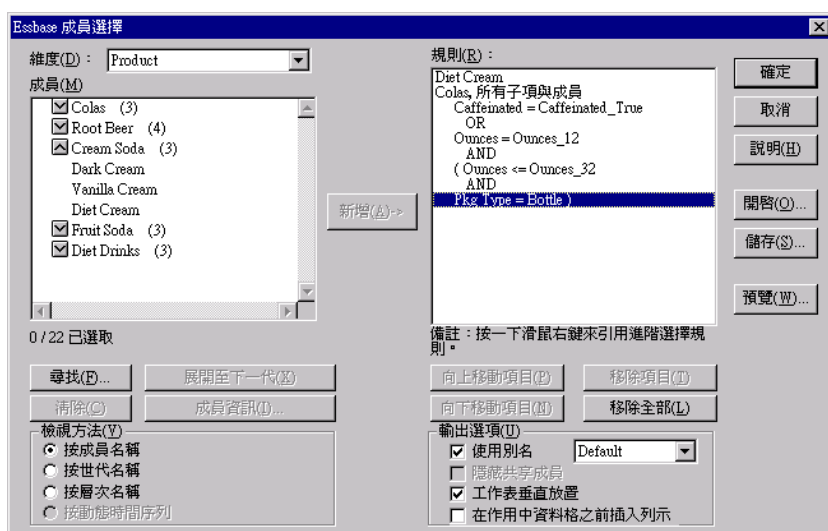 Essbase 成員選擇
維度(D)： Product
成員(M)
Colas (3)
Root Beer (4)
Cream Soda (3)
Dark Cream
Vanilla Cream
Diet Cream
Fruit Soda (3)
Diet Drinks (3)
0 / 22 已選取
新增(A)->
規則(R)：
Diet Cream
Colas, 所有子項與成員
Caffeinated = Caffeinated_True
OR
Ounces = Ounces_12
AND
( Ounces <= Ounces_32
AND
Pkg Type = Bottle )
備註：按一下滑鼠右鍵來引用進階選擇規
則。
確定
取消
說明(H)
開啓(O)...
儲存(S)...
預覽(W)...
尋找(F)...
展開至下一代(X)
清除(C)
成員資訊(I)...
向上移動項目(P)
移除項目(T)
向下移動項目(N)
移除全部(L)
檢視方法(V)
按成員名稱
按世代名稱
按層次名稱
按動態時間序列
輸出選項(U)
使用別名 Default
隱藏共享成員
工作表垂直放置
在作用中資料格之前插入列示